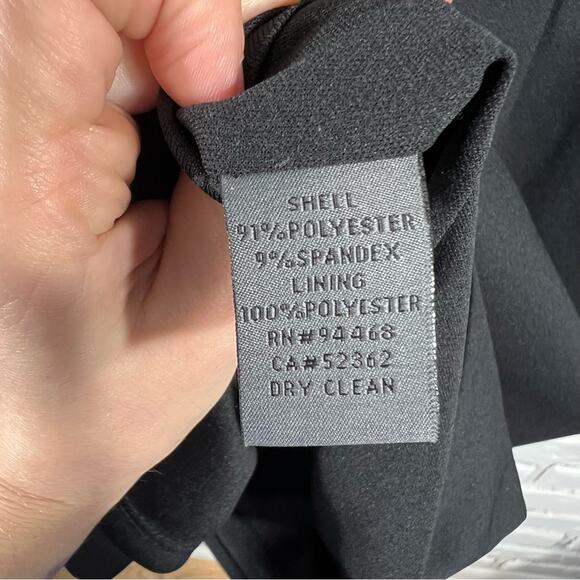 SHELL
91%POLYESTER
9%SPANDEX
LINING
100%POLYESTER
RN#94468
CA#52362
DRY CLEAN